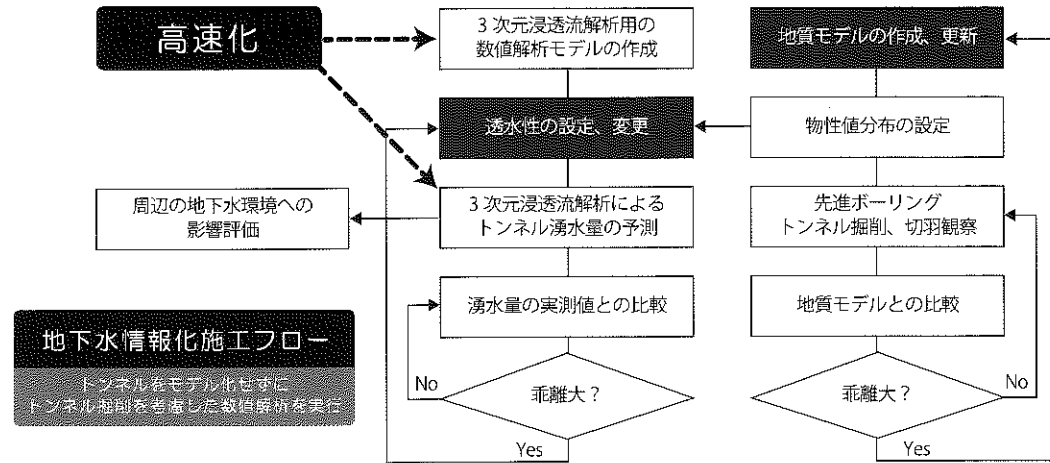 高速化
3次元浸透流解析用の
数値解析モデルの作成
地質モデルの作成、更新
透水性の設定、変更
物性値分布の設定
周辺の地下水環境への
影響評価
3次元浸透流解析による
トンネル湧水量の予測
先進ボーリング
トンネル掘削、切羽観察
湧水量の実測値との比較
地質モデルとの比較
地下水情報化施工フロー
トンネルをモデル化せずに
トンネル掘削を考慮した数値解析を実行
No
乖離大?
Yes
No
乖離大?
Yes